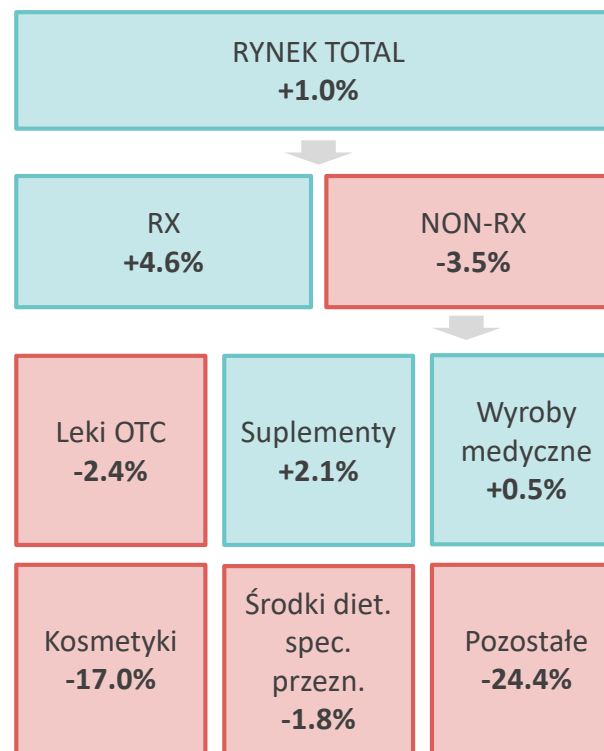 RYNEK TOTAL
+1.0%
RX
+4.6%
NON-RX
-3.5%
Leki OTC
-2.4%
Suplementy
+2.1%
Wyroby
medyczne
+0.5%
Kosmetyki
-17.0%
Środki diet.
spec.
przezn.
-1.8%
Pozostałe
-24.4%